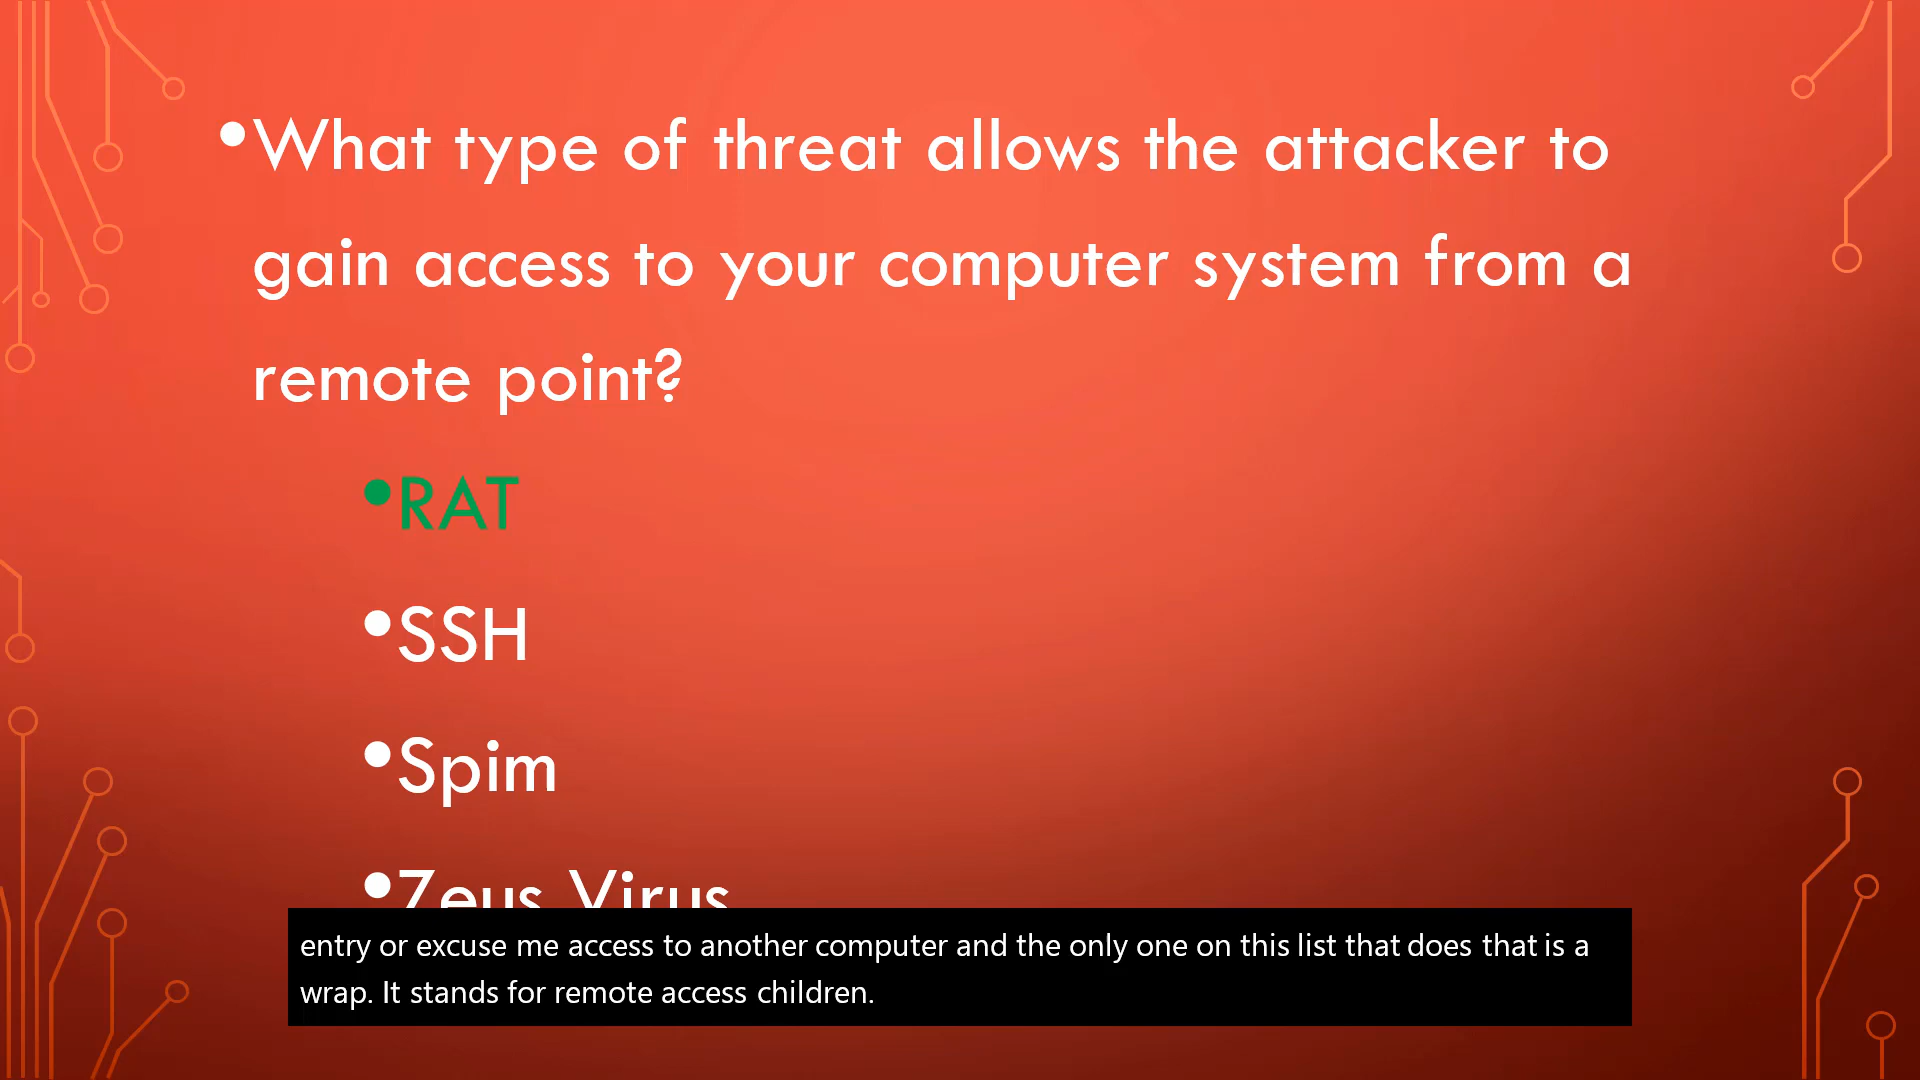 •What type of threat allows the attacker to
gain access to your computer system from a
remote point?
•RAT
•SSH
•Spim
•Zeus Virus
entry or excuse me access to another computer and the only one on this list that does that is a
wrap. It stands for remote access children.